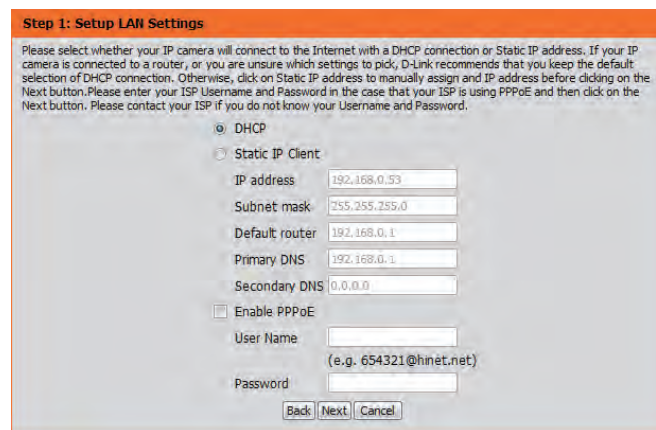 Step 1: Setup LAN Settings
Please select whether your IP camera will connect to the Internet with a DHCP connection or Static IP address. If your IP
camera is connected to a router, or you are unsure which settings to pick, D-Link recommends that you keep the default
selection of DHCP connection. Otherwise, click on Static IP address to manually assign and IP address before clicking on the
Next button.Please enter your ISP Username and Password in the case that your ISP is using PPPoE and then click on the
Next button. Please contact your ISP if you do not know your Username and Password.
DHCP
Static IP Client
IP address 192.168.0.53
Subnet mask 255.255.255.0
Default router 192.168.0.1
Primary DNS 192.168.0.1
Secondary DNS 0.0.0.0
Enable PPPoE
User Name
(e.g. 654321@hinet.net)
Password
Back Next Cancel